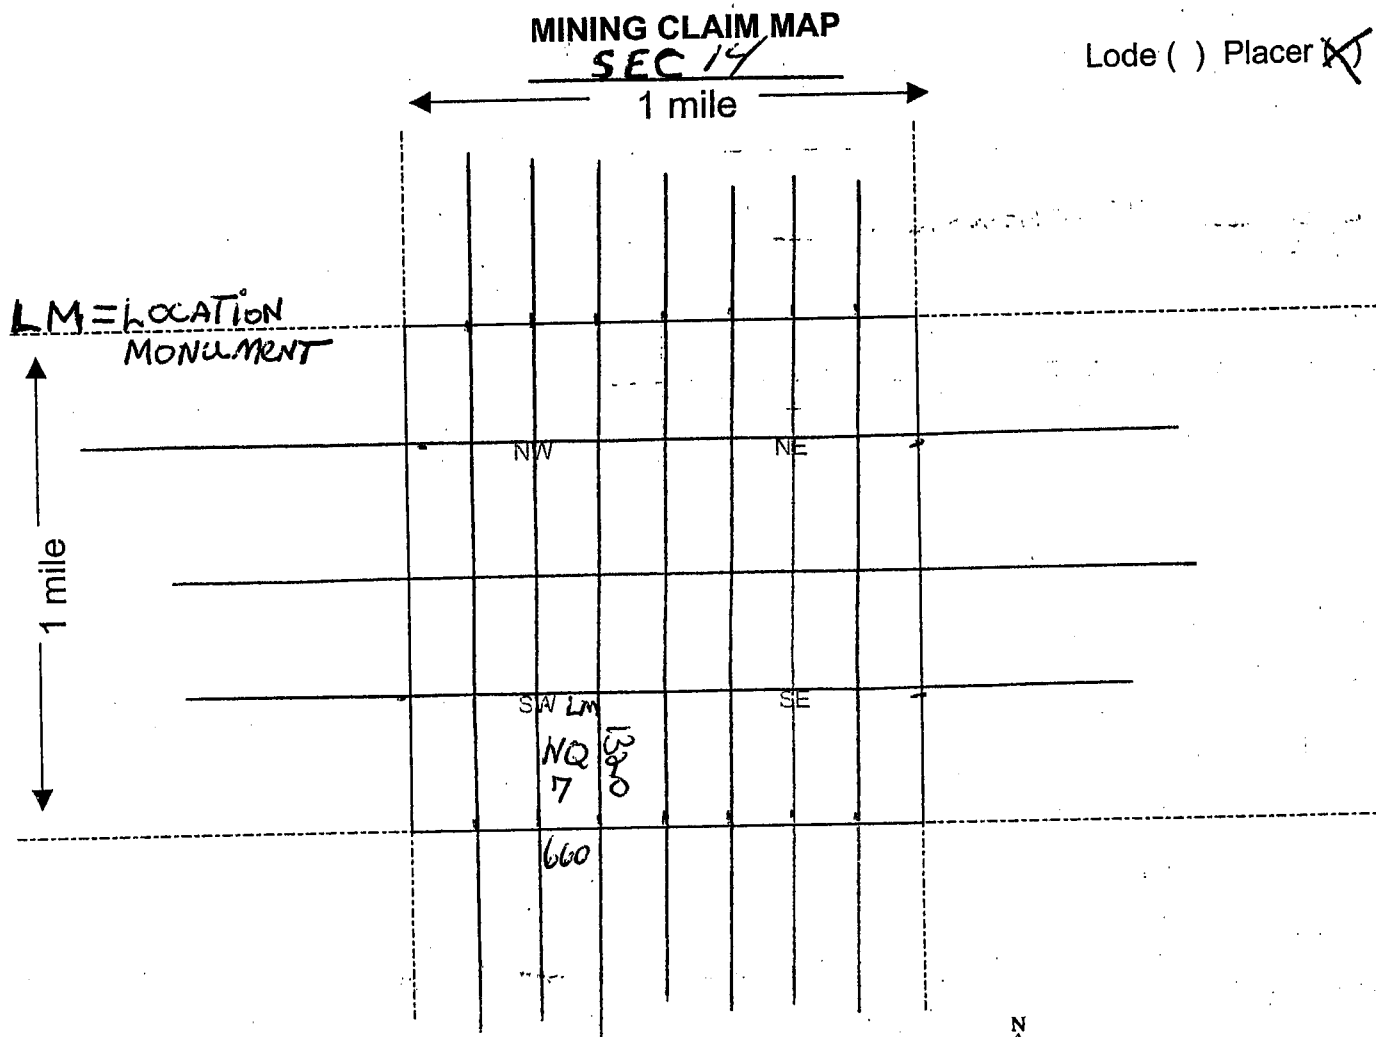 MINING CLAIM MAP
SEC 14
Lode ( ) Placer (X)
1 mile
LM = LOCATION
MONUMENT
NW NE
1 mile
SW LM SE
NQ 1320
7
660
N